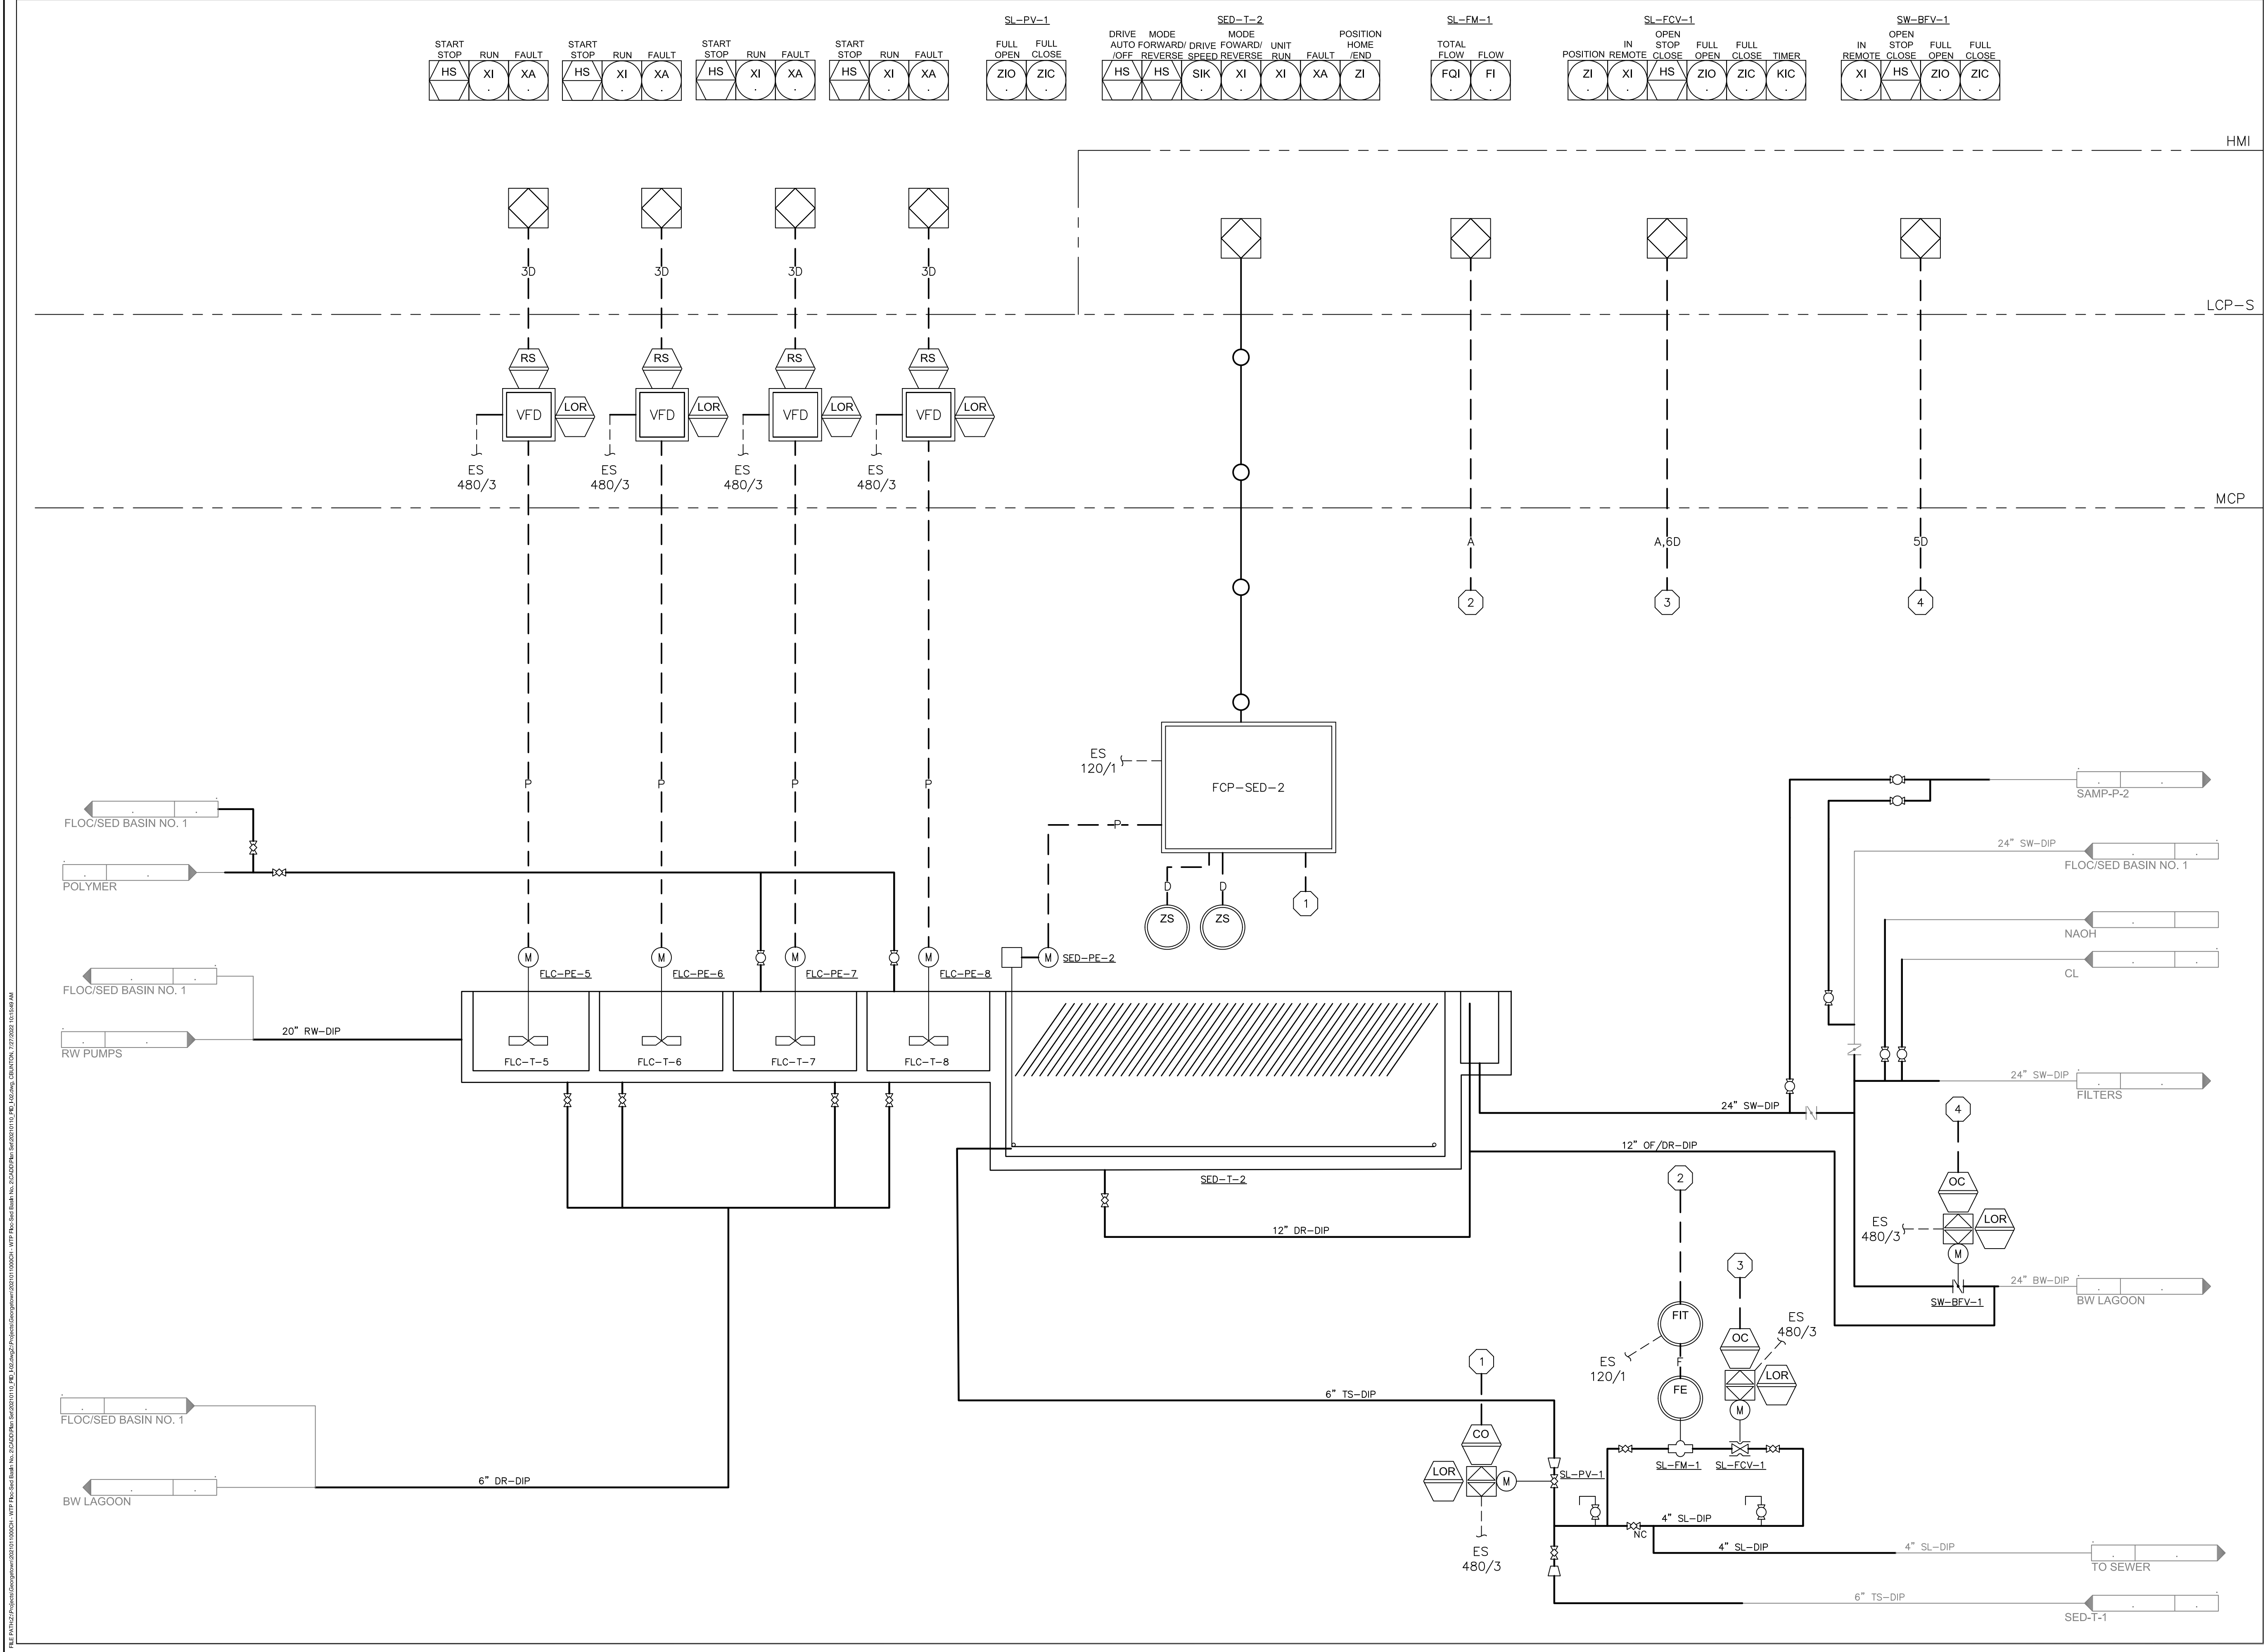 SL-PV-1
SED-T-2
SL-FM-1
SL-FCV-1
SW-BFV-1
START STOP
RUN
FAULT
START STOP
RUN
FAULT
START STOP
RUN
FAULT
START STOP
RUN
FAULT
FULL OPEN
FULL CLOSE
DRIVE AUTO /OFF
MODE FORWARD/ REVERSE
DRIVE SPEED
MODE FOWARD/ REVERSE
UNIT RUN
FAULT
POSITION HOME /END
TOTAL FLOW
FLOW
POSITION
IN REMOTE
OPEN STOP CLOSE
FULL OPEN
FULL CLOSE
TIMER
IN REMOTE
OPEN STOP CLOSE
FULL OPEN
FULL CLOSE
HS XI XA
HS XI XA
HS XI XA
HS XI XA
ZIO ZIC
HS HS SIK XI XI XA ZI
FQI FI
ZI XI HS ZIO ZIC KIC
XI HS ZIO ZIC
HMI
3D
3D
3D
3D
LCP-S
RS
RS
RS
RS
VFD
LOR
VFD
LOR
VFD
LOR
VFD
LOR
ES
480/3
ES
480/3
ES
480/3
ES
480/3
MCP
A
A,6D
5D
2
3
4
P
P
P
P
ES
120/1
FCP-SED-2
P
D
D
ZS
ZS
1
FLOC/SED BASIN NO. 1
POLYMER
FLOC/SED BASIN NO. 1
RW PUMPS
20" RW-DIP
M
FLC-PE-5
M
FLC-PE-6
M
FLC-PE-7
M
FLC-PE-8
M
SED-PE-2
FLC-T-5
FLC-T-6
FLC-T-7
FLC-T-8
SED-T-2
12" DR-DIP
SAMP-P-2
24" SW-DIP
FLOC/SED BASIN NO. 1
NAOH
CL
24" SW-DIP
FILTERS
24" SW-DIP
12" OF/DR-DIP
4
OC
LOR
ES
480/3
M
SW-BFV-1
24" BW-DIP
BW LAGOON
2
FIT
ES
120/1
F
FE
3
OC
ES
480/3
LOR
M
SL-FM-1
SL-FCV-1
1
CO
LOR
M
SL-PV-1
ES
480/3
6" TS-DIP
4" SL-DIP
NC
4" SL-DIP
4" SL-DIP
TO SEWER
6" TS-DIP
SED-T-1
FLOC/SED BASIN NO. 1
BW LAGOON
6" DR-DIP